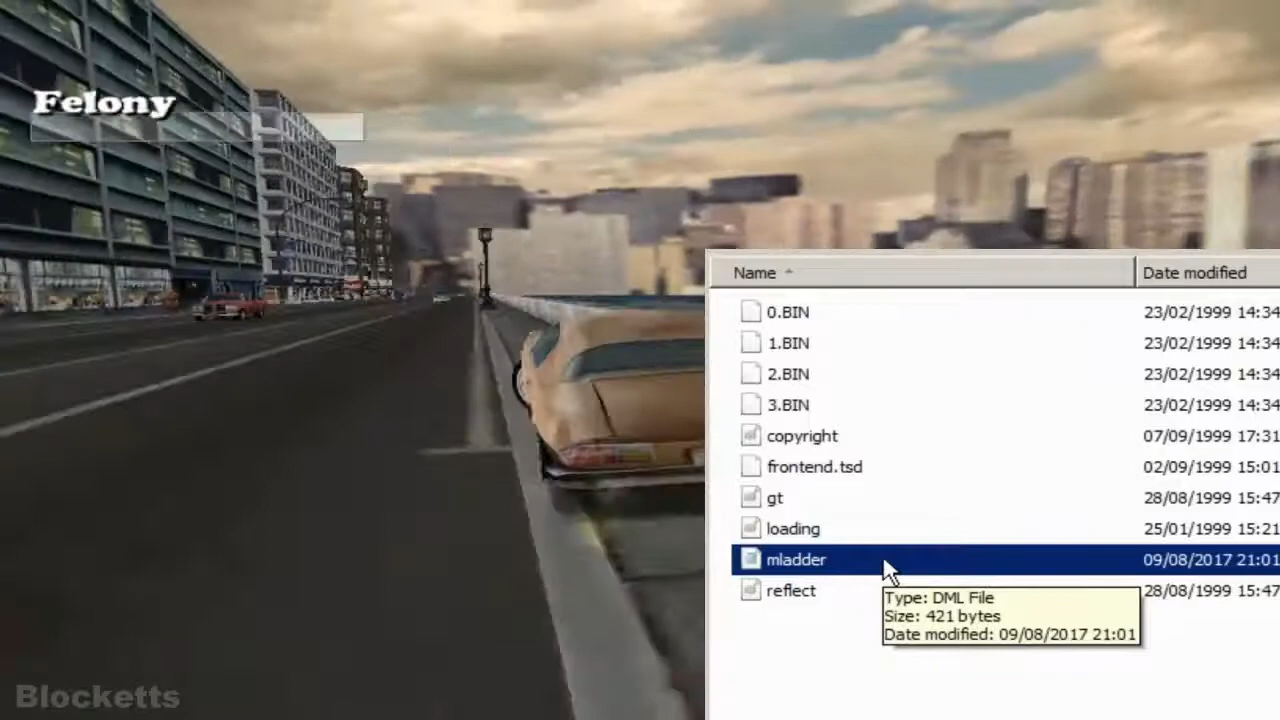 Felony
Name Date modified
0.BIN 23/02/1999 14:34
1.BIN 23/02/1999 14:34
2.BIN 23/02/1999 14:34
3.BIN 23/02/1999 14:34
copyright 07/09/1999 17:31
frontend.tsd 02/09/1999 15:01
gt 28/08/1999 15:47
loading 25/01/1999 15:21
mladder 09/08/2017 21:01
reflect 28/08/1999 15:47
Type: DML File
Size: 421 bytes
Date modified: 09/08/2017 21:01
Blocketts